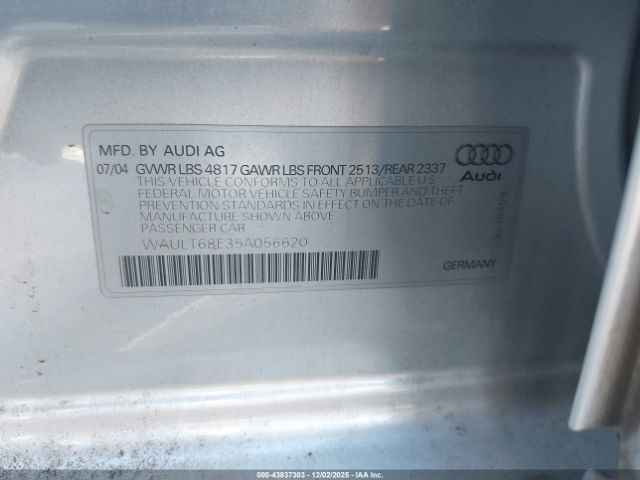 MFD. BY AUDI AG
07/04 GVWR LBS 4817 GAWR LBS FRONT 2513/REAR 2337
THIS VEHICLE CONFORMS TO ALL APPLICABLE U.S.
FEDERAL MOTOR VEHICLE SAFETY BUMPER AND THEFT
PREVENTION STANDARDS IN EFFECT ON THE DATE OF
MANUFACTURE SHOWN ABOVE
PASSENGER CAR
WAULT68E35A056620
Audi
GERMANY
000-43837303 | 12/02/2025 - IAA Inc.